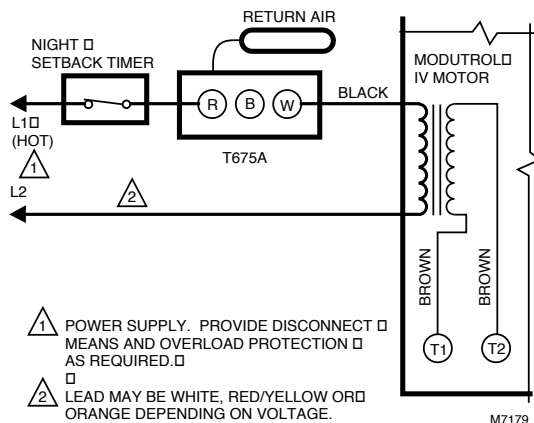 RETURN AIR
NIGHT
SETBACK TIMER
MODUTROL
IV MOTOR
R B W
BLACK
L1
(HOT)
1
T675A
L2
2
BROWN
BROWN
T1 T2
1 POWER SUPPLY. PROVIDE DISCONNECT
MEANS AND OVERLOAD PROTECTION
AS REQUIRED.
2 LEAD MAY BE WHITE, RED/YELLOW OR
ORANGE DEPENDING ON VOLTAGE.
M7179